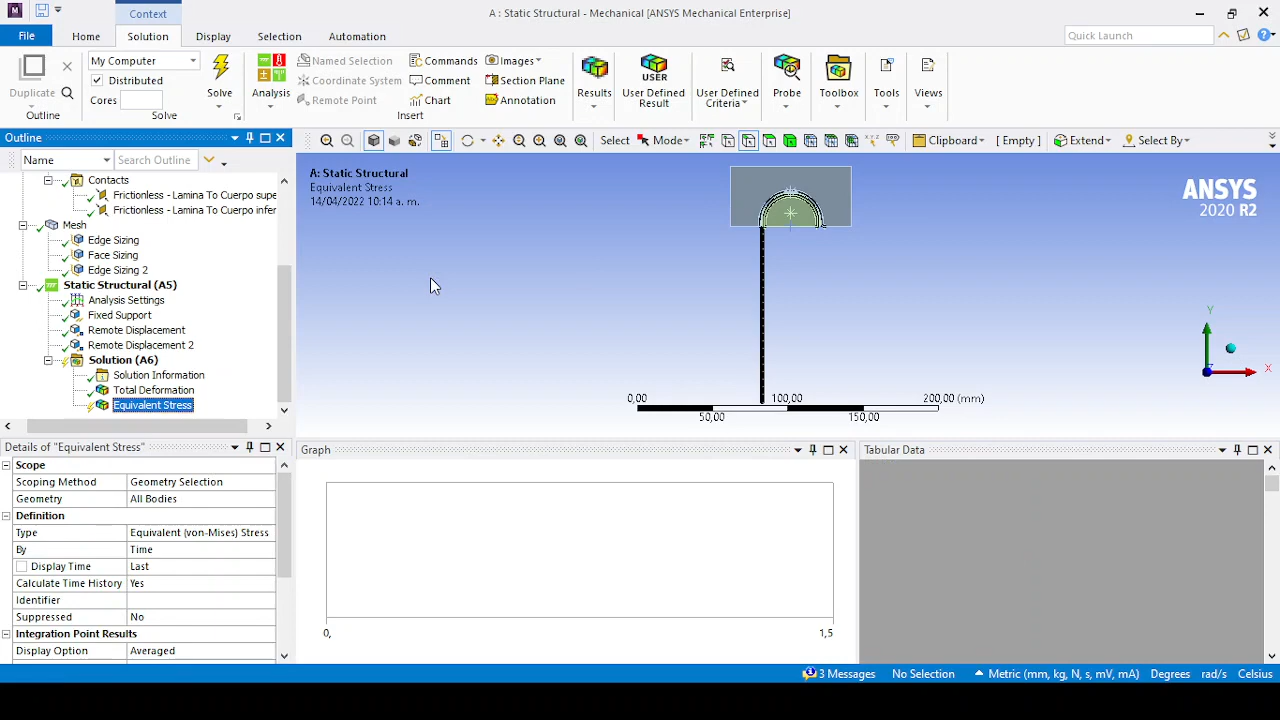 Context
A : Static Structural - Mechanical [ANSYS Mechanical Enterprise]
File
Home
Solution
Display
Selection
Automation
Quick Launch
Duplicate
Outline
My Computer
Distributed
Cores
Solve
Solve
Analysis
Named Selection
Coordinate System
Remote Point
Commands
Comment
Chart
Images
Section Plane
Annotation
Insert
Results
USER
User Defined
Result
User Defined
Criteria
Probe
Toolbox
Tools
Views
Outline
Name
Search Outline
Select
Mode
Clipboard
[ Empty ]
Extend
Select By
Contacts
Frictionless - Lamina To Cuerpo supe
Frictionless - Lamina To Cuerpo infer
Mesh
Edge Sizing
Face Sizing
Edge Sizing 2
Static Structural (A5)
Analysis Settings
Fixed Support
Remote Displacement
Remote Displacement 2
Solution (A6)
Solution Information
Total Deformation
Equivalent Stress
A: Static Structural
Equivalent Stress
14/04/2022 10:14 a. m.
ANSYS
2020 R2
Y
X
0,00
100,00
200,00 (mm)
50,00
150,00
Details of "Equivalent Stress"
Scope
Scoping Method Geometry Selection
Geometry All Bodies
Definition
Type Equivalent (von-Mises) Stress
By Time
Display Time Last
Calculate Time History Yes
Identifier
Suppressed No
Integration Point Results
Display Option Averaged
Graph
0,
1,5
Tabular Data
3 Messages
No Selection
Metric (mm, kg, N, s, mV, mA)
Degrees
rad/s
Celsius